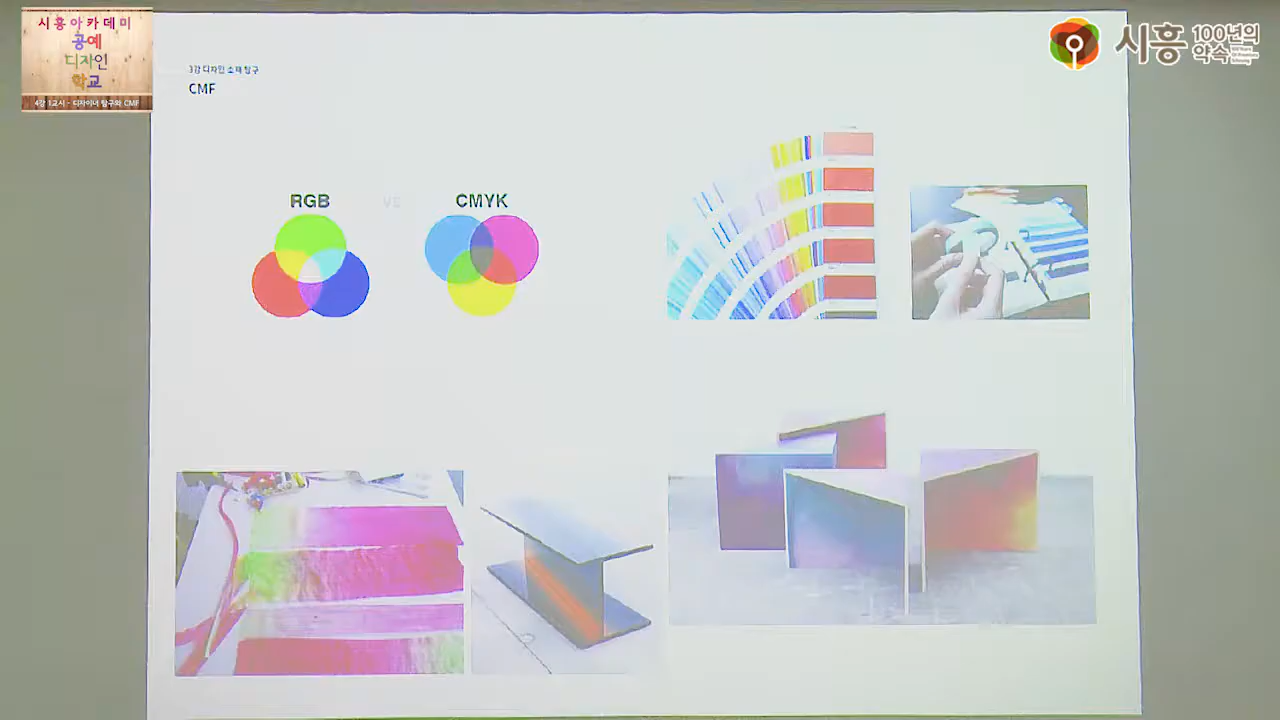 시흥아카데미
공예
디자인
학교
4강 1교시 - 디자이너 탐구와 CMF
시흥
100년의
약속
3강 디자인 소재 탐구
CMF
RGB
VS
CMYK